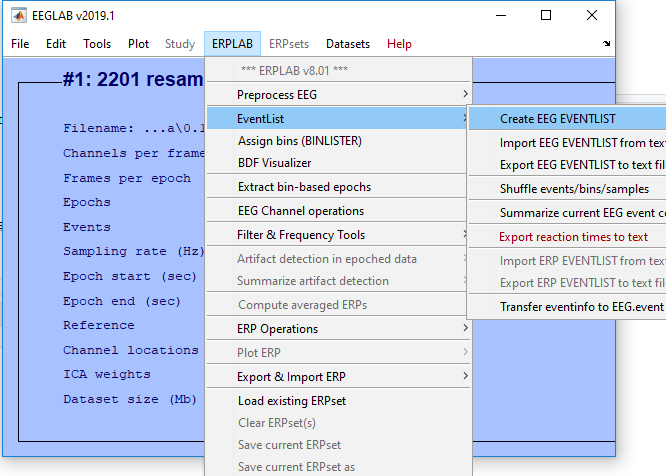 EEGLAB v2019.1
File Edit Tools Plot Study ERPLAB ERPsets Datasets Help
#1: 2201 resam
Filename: ...a\0.1
Channels per frame
Frames per epoch
Epochs
Events
Sampling rate (Hz)
Epoch start (sec)
Epoch end (sec)
Reference
Channel locations
ICA weights
Dataset size (Mb)
*** ERPLAB v8.01 ***
Preprocess EEG
EventList
Assign bins (BINLISTER)
BDF Visualizer
Extract bin-based epochs
EEG Channel operations
Filter & Frequency Tools
Artifact detection in epoched data
Summarize artifact detection
Compute averaged ERPs
ERP Operations
Plot ERP
Export & Import ERP
Load existing ERPset
Clear ERPset(s)
Save current ERPset
Save current ERPset as
Create EEG EVENTLIST
Import EEG EVENTLIST from text
Export EEG EVENTLIST to text fil
Shuffle events/bins/samples
Summarize current EEG event c
Export reaction times to text
Import ERP EVENTLIST from text
Export ERP EVENTLIST to text fil
Transfer eventinfo to EEG.event